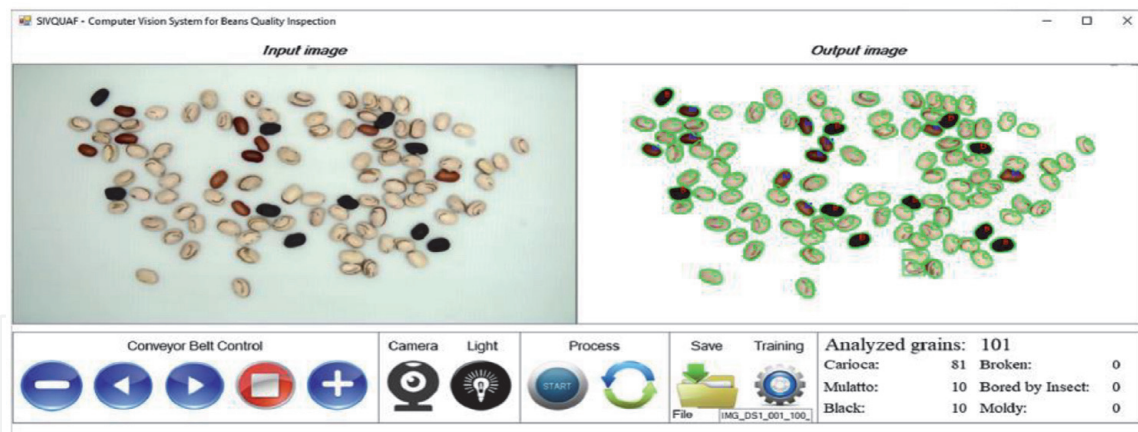 SIVQUAF - Computer Vision System for Beans Quality Inspection
Input image
Output image
Conveyor Belt Control
Camera
Light
Process
START
Save
Training
File
IMG_DS1_001_100_
Analyzed grains: 101
Carioca: 81 Broken: 0
Mulatto: 10 Bored by Insect: 0
Black: 10 Moldy: 0